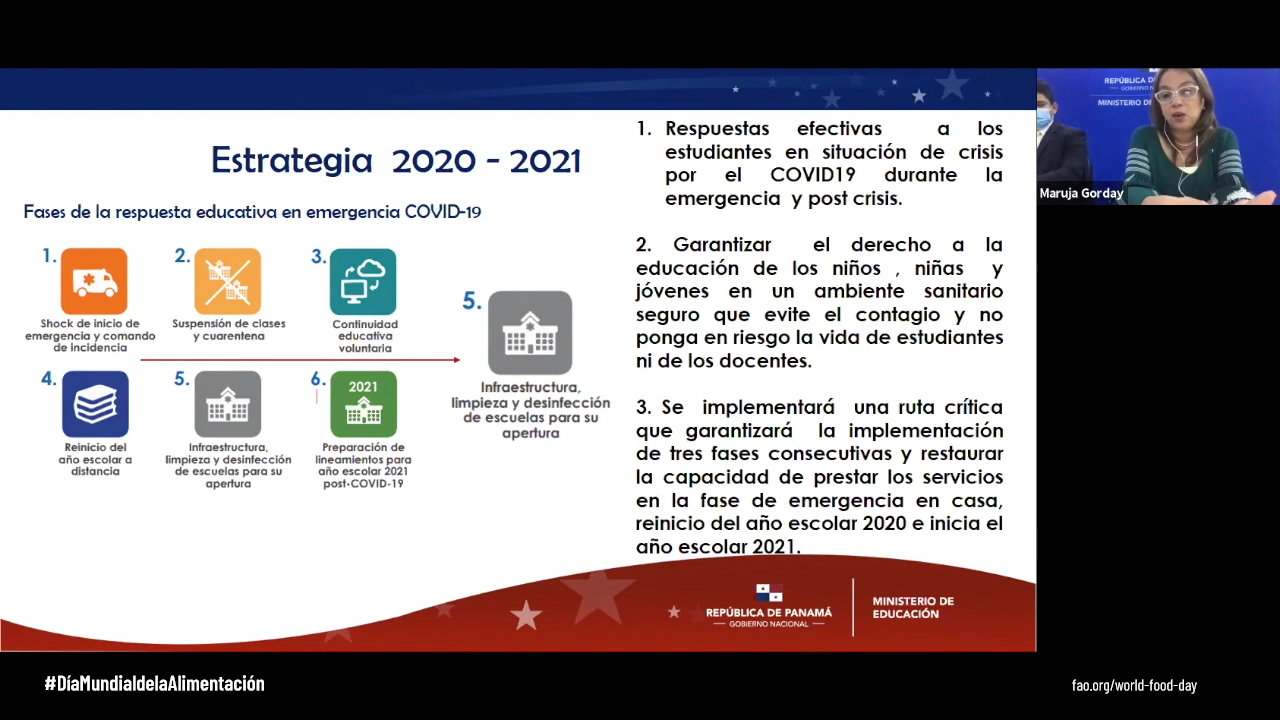 Estrategia 2020 - 2021
Fases de la respuesta educativa en emergencia COVID-19
1.
Shock de inicio de
emergencia y comando
de incidencia
2.
Suspensión de clases
y cuarentena
3.
Continuidad
educativa
voluntaria
4.
Reinicio del
año escolar a
distancia
5.
Infraestructura,
limpieza y desinfección
de escuelas para su
apertura
6.
2021
Preparación de
lineamientos para
año escolar 2021
post-COVID-19
5.
Infraestructura,
limpieza y desinfección
de escuelas para su
apertura
1. Respuestas efectivas a los
estudiantes en situación de crisis
por el COVID19 durante la
emergencia y post crisis.
2. Garantizar el derecho a la
educación de los niños , niñas y
jóvenes en un ambiente sanitario
seguro que evite el contagio y no
ponga en riesgo la vida de estudiantes
ni de los docentes.
3. Se implementará una ruta crítica
que garantizará la implementación
de tres fases consecutivas y restaurar
la capacidad de prestar los servicios
en la fase de emergencia en casa,
reinicio del año escolar 2020 e inicia el
año escolar 2021.
REPÚBLICA DE PANAMÁ
— GOBIERNO NACIONAL —
MINISTERIO DE
EDUCACIÓN
REPÚBLICA D
MINISTERIO DE
Maruja Gorday
#DíaMundialdelaAlimentación
fao.org/world-food-day